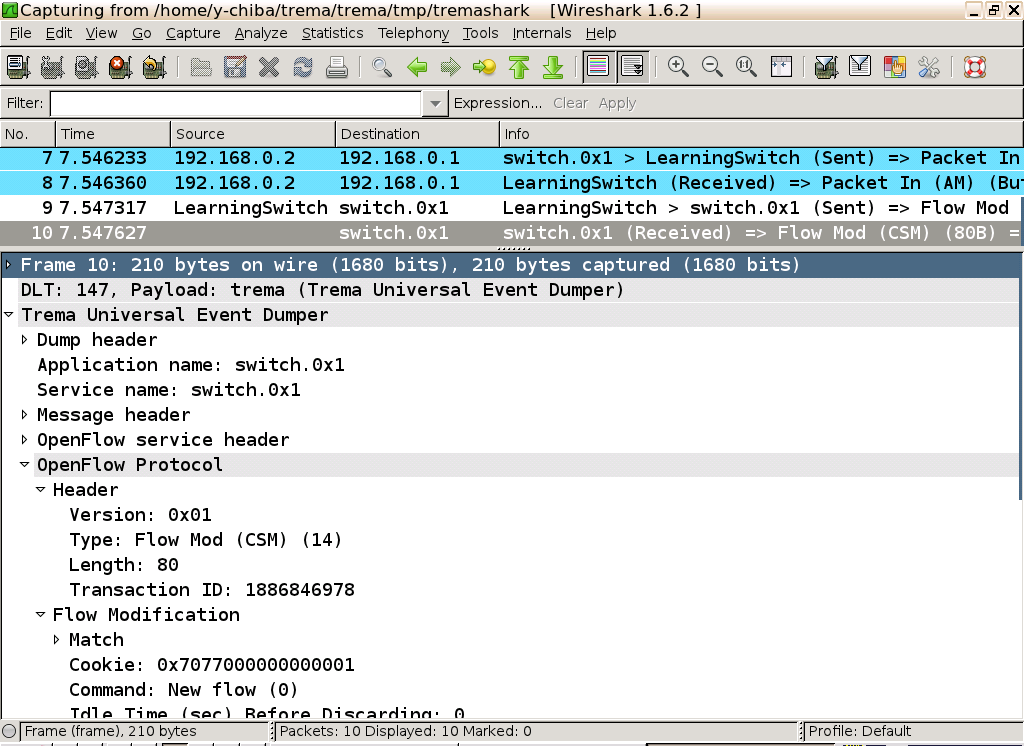 Capturing from /home/y-chiba/trema/trema/tmp/tremashark [Wireshark 1.6.2 ]
File Edit View Go Capture Analyze Statistics Telephony Tools Internals Help
Filter: Expression... Clear Apply
No. Time Source Destination Info
7 7.546233 192.168.0.2 192.168.0.1 switch.0x1 > LearningSwitch (Sent) => Packet In
8 7.546360 192.168.0.2 192.168.0.1 LearningSwitch (Received) => Packet In (AM) (Bu
9 7.547317 LearningSwitch switch.0x1 LearningSwitch > switch.0x1 (Sent) => Flow Mod
10 7.547627 switch.0x1 switch.0x1 (Received) => Flow Mod (CSM) (80B) =
Frame 10: 210 bytes on wire (1680 bits), 210 bytes captured (1680 bits)
DLT: 147, Payload: trema (Trema Universal Event Dumper)
Trema Universal Event Dumper
Dump header
Application name: switch.0x1
Service name: switch.0x1
Message header
OpenFlow service header
OpenFlow Protocol
Header
Version: 0x01
Type: Flow Mod (CSM) (14)
Length: 80
Transaction ID: 1886846978
Flow Modification
Match
Cookie: 0x7077000000000001
Command: New flow (0)
Idle Time (sec) Before Discarding: 0
Frame (frame), 210 bytes Packets: 10 Displayed: 10 Marked: 0 Profile: Default